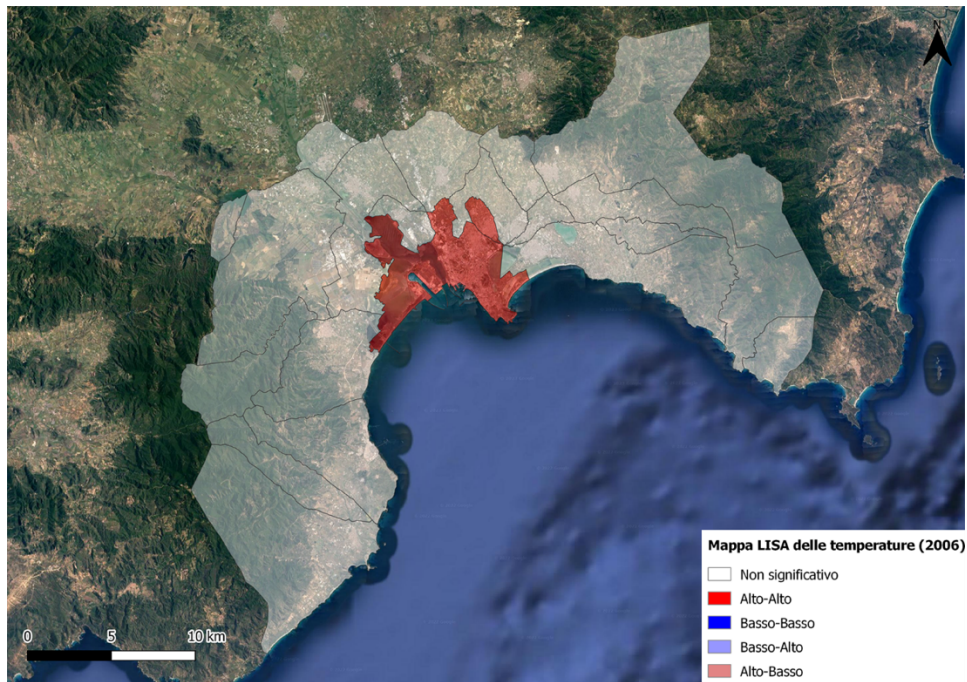 N
0 5 10 km
Mappa LISA delle temperature (2006)
Non significativo
Alto-Alto
Basso-Basso
Basso-Alto
Alto-Basso